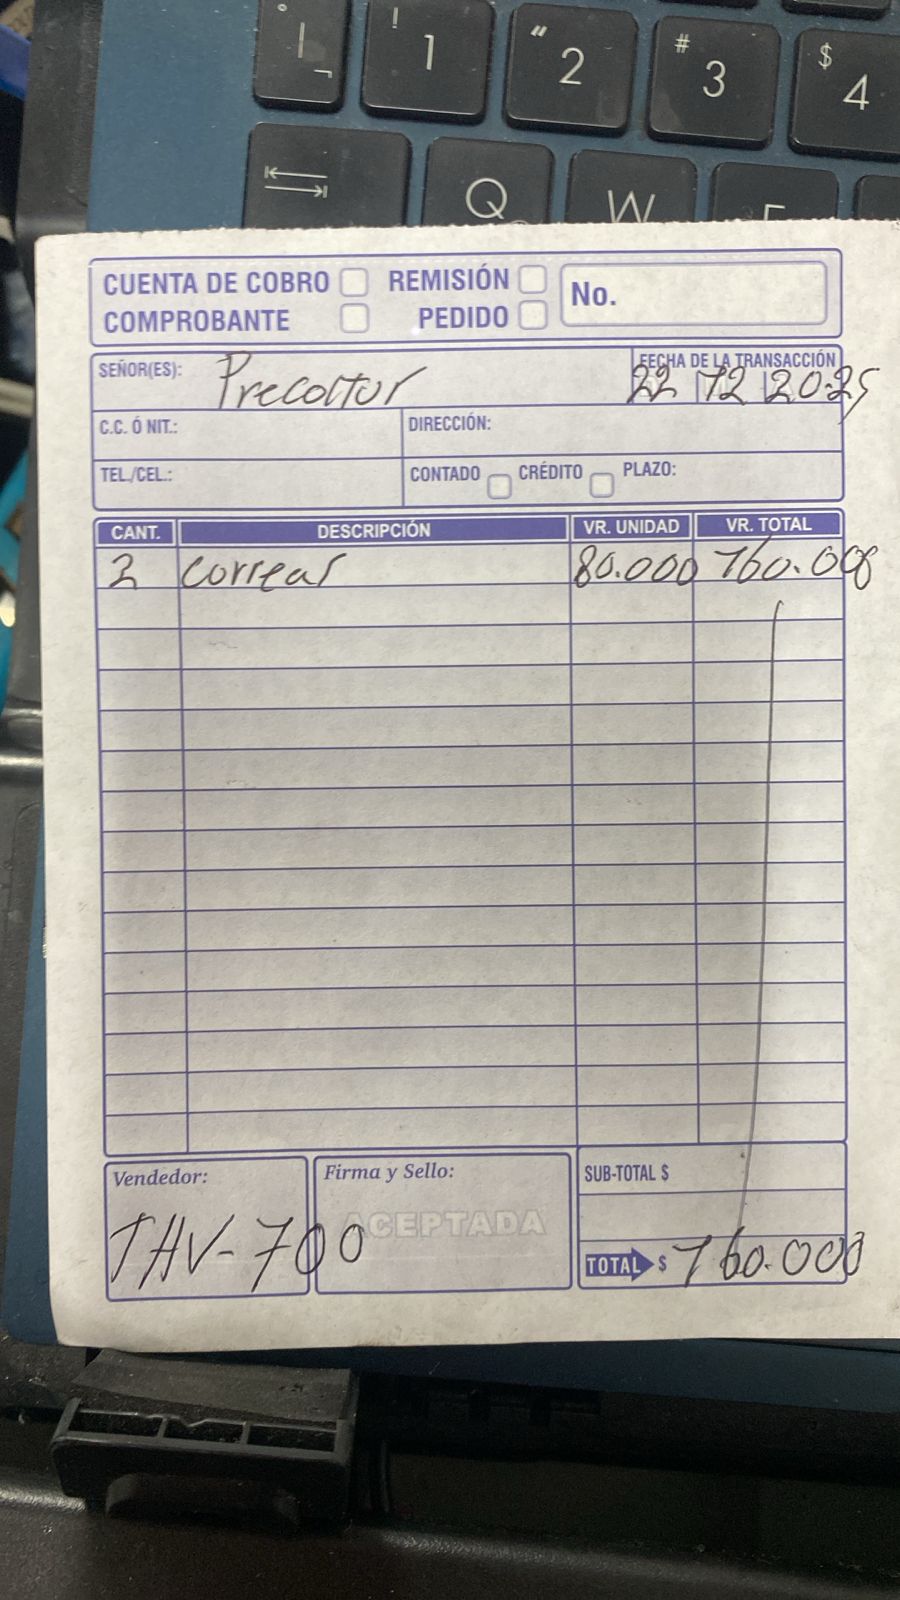 ! 1 " 2 # 3 $ 4
Q W
CUENTA DE COBRO REMISIÓN No.
COMPROBANTE PEDIDO
SEÑOR(ES): Precoltur FECHA DE LA TRANSACCIÓN
22 12 2025
C.C. Ó NIT.: DIRECCIÓN:
TEL./CEL.: CONTADO CRÉDITO PLAZO:
CANT. DESCRIPCIÓN VR. UNIDAD VR. TOTAL
2 correas 80.000 160.000
Vendedor: Firma y Sello: SUB-TOTAL $
ACEPTADA
THV-700
TOTAL $ 160.000